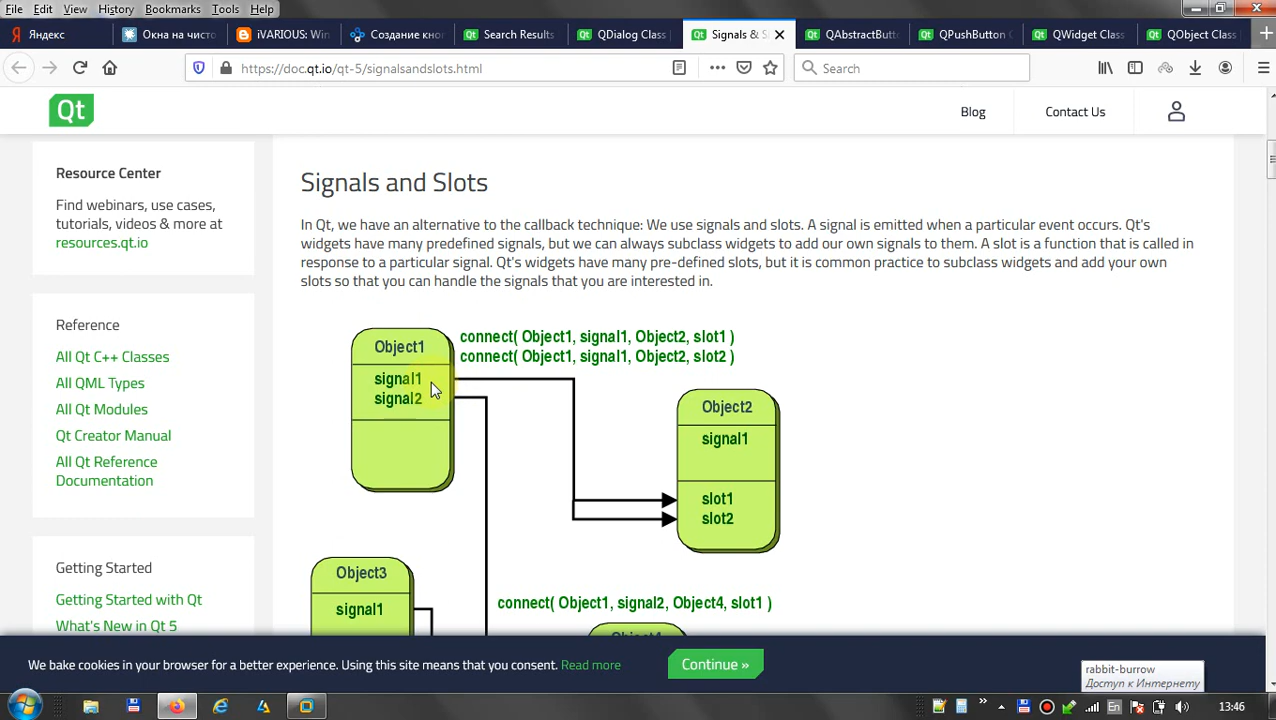 File Edit View History Bookmarks Tools Help
Яндекс
Окна на чисто
iVARIOUS: Win
Создание кно
Search Results
QDialog Class
Signals & S
QAbstractButt
QPushButton C
QWidget Class
QObject Class
https://doc.qt.io/qt-5/signalsandslots.html
Search
Qt
Blog
Contact Us
Resource Center
Find webinars, use cases,
tutorials, videos & more at
resources.qt.io
Reference
All Qt C++ Classes
All QML Types
All Qt Modules
Qt Creator Manual
All Qt Reference
Documentation
Getting Started
Getting Started with Qt
What's New in Qt 5
Signals and Slots
In Qt, we have an alternative to the callback technique: We use signals and slots. A signal is emitted when a particular event occurs. Qt's
widgets have many predefined signals, but we can always subclass widgets to add our own signals to them. A slot is a function that is called in
response to a particular signal. Qt's widgets have many pre-defined slots, but it is common practice to subclass widgets and add your own
slots so that you can handle the signals that you are interested in.
Object1
signal1
signal2
connect( Object1, signal1, Object2, slot1 )
connect( Object1, signal1, Object2, slot2 )
Object2
signal1
slot1
slot2
Object3
signal1
connect( Object1, signal2, Object4, slot1 )
Object4
We bake cookies in your browser for a better experience. Using this site means that you consent. Read more
Continue »
rabbit-burrow
Доступ к Интернету
En
13:46